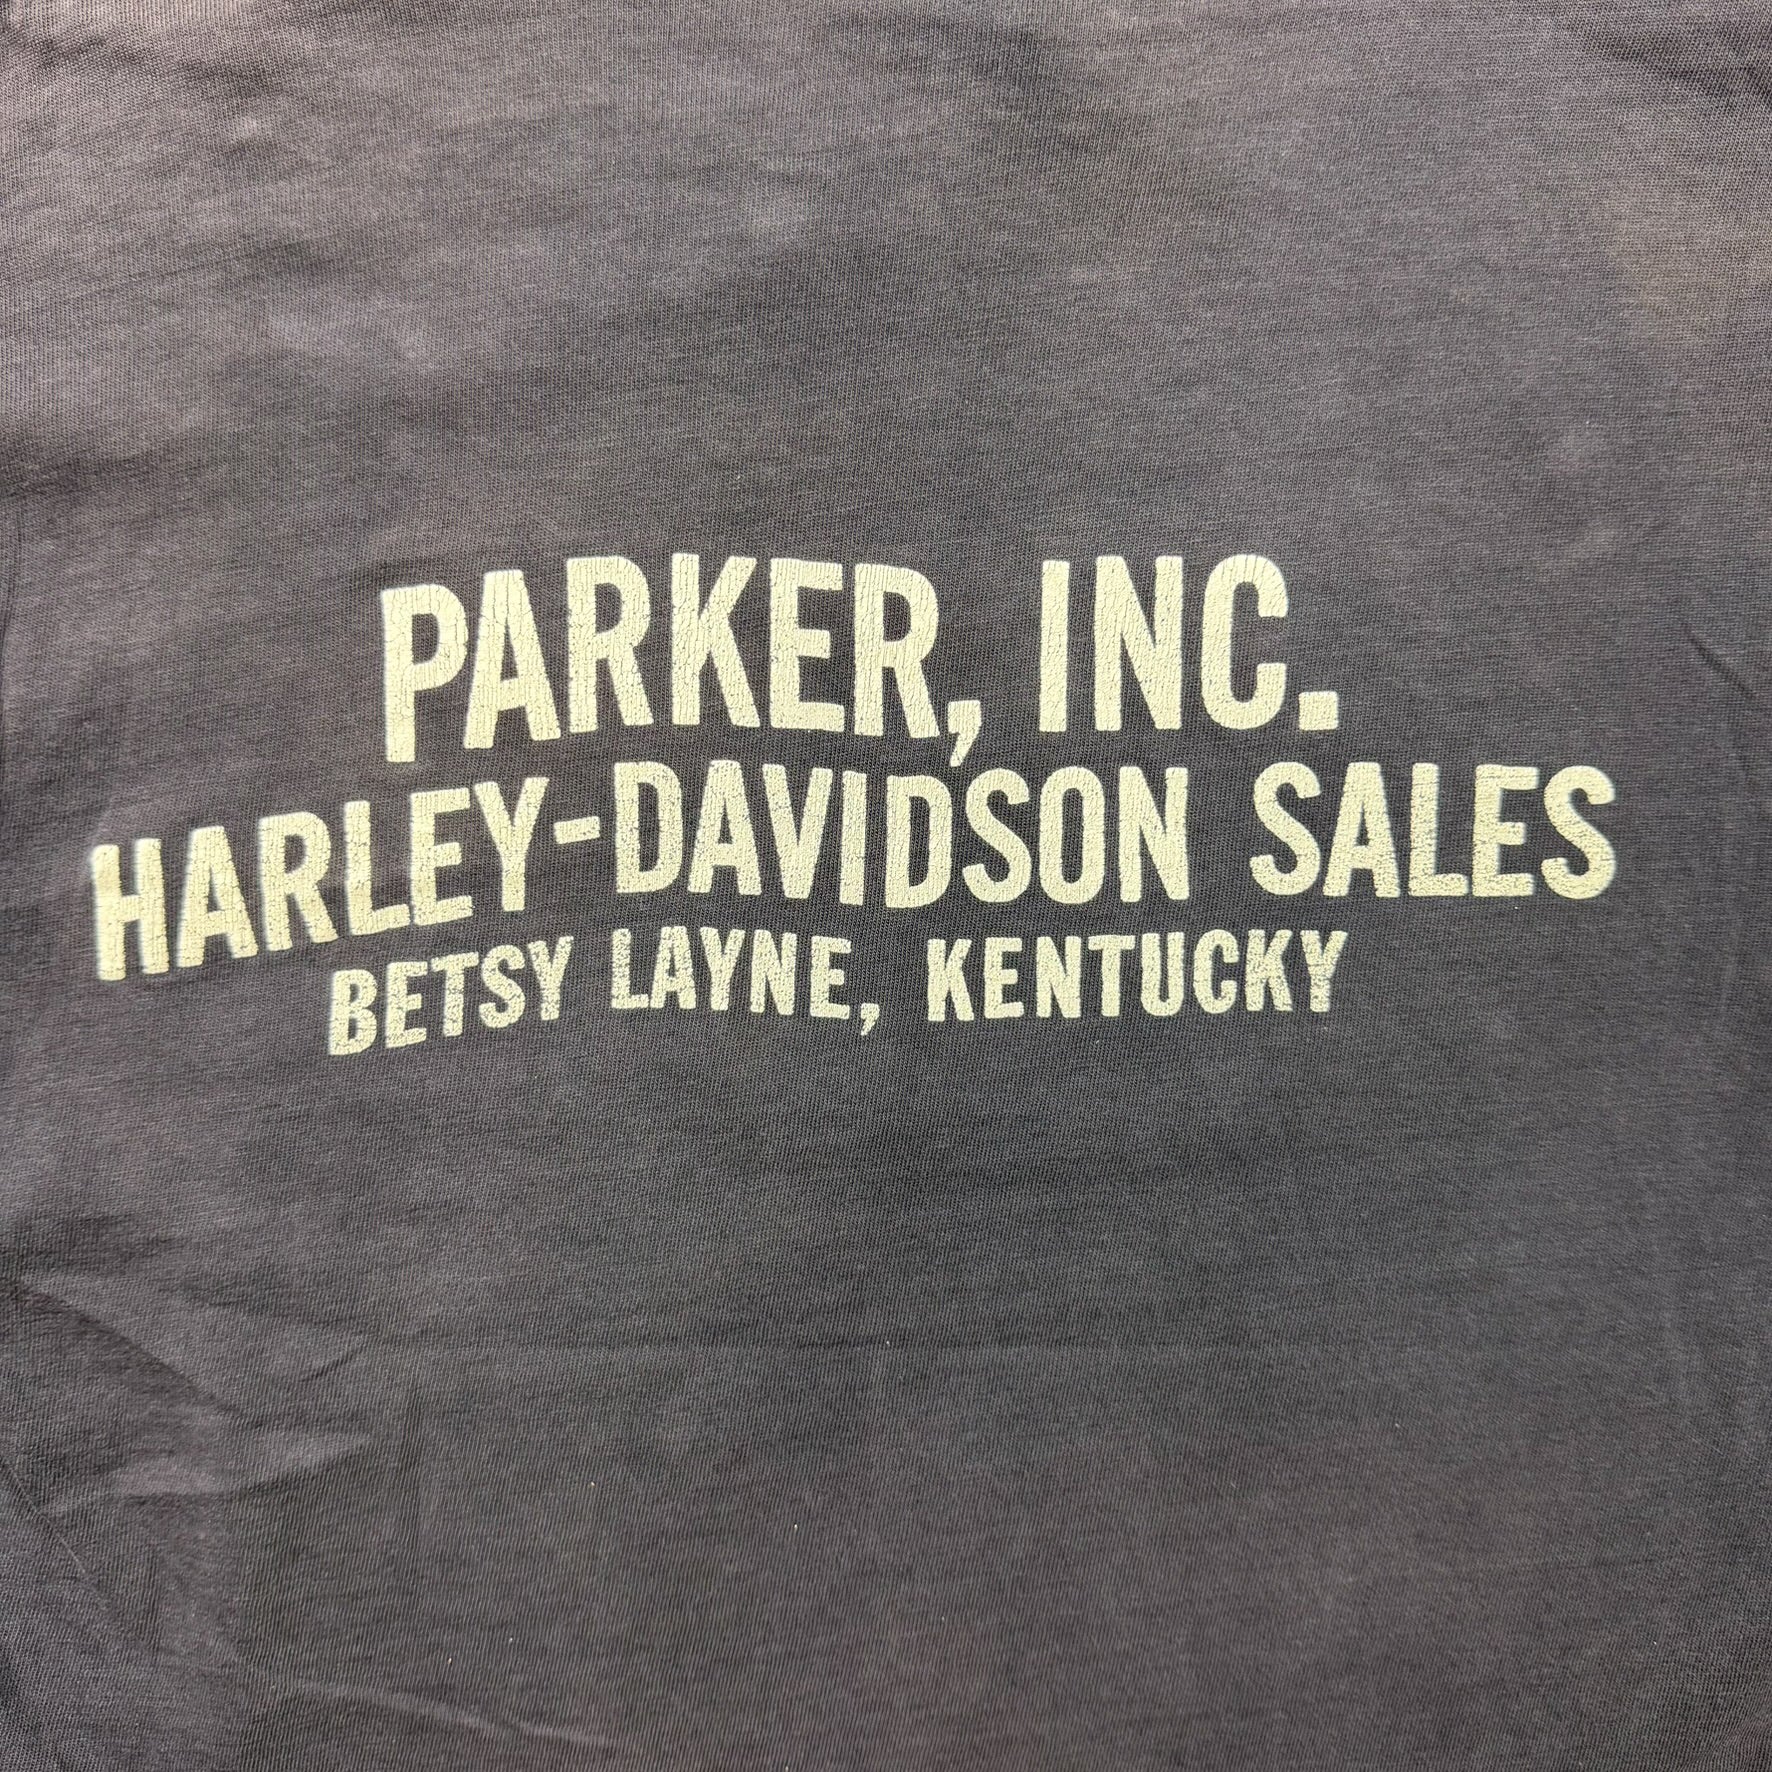 PARKER, INC.
HARLEY-DAVIDSON SALES
BETSY LAYNE, KENTUCKY